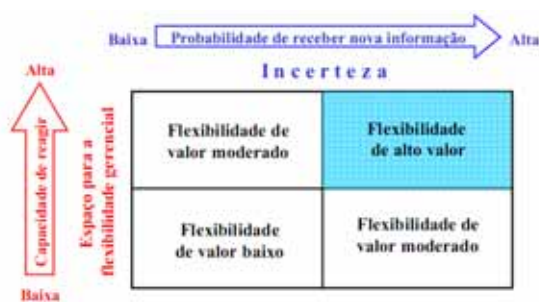 Baixa
Probabilidade de receber nova informação
Alta
Incerteza
Alta
Capacidade de reagir
Baixa
Espaço para a
flexibilidade gerencial
Flexibilidade de
valor moderado
Flexibilidade
de alto valor
Flexibilidade
de valor baixo
Flexibilidade de
valor moderado